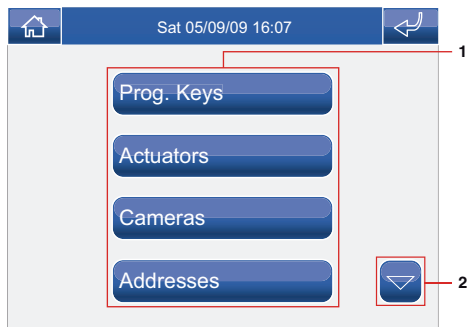 Sat 05/09/09 16:07
1
Prog. Keys
Actuators
Cameras
Addresses
2